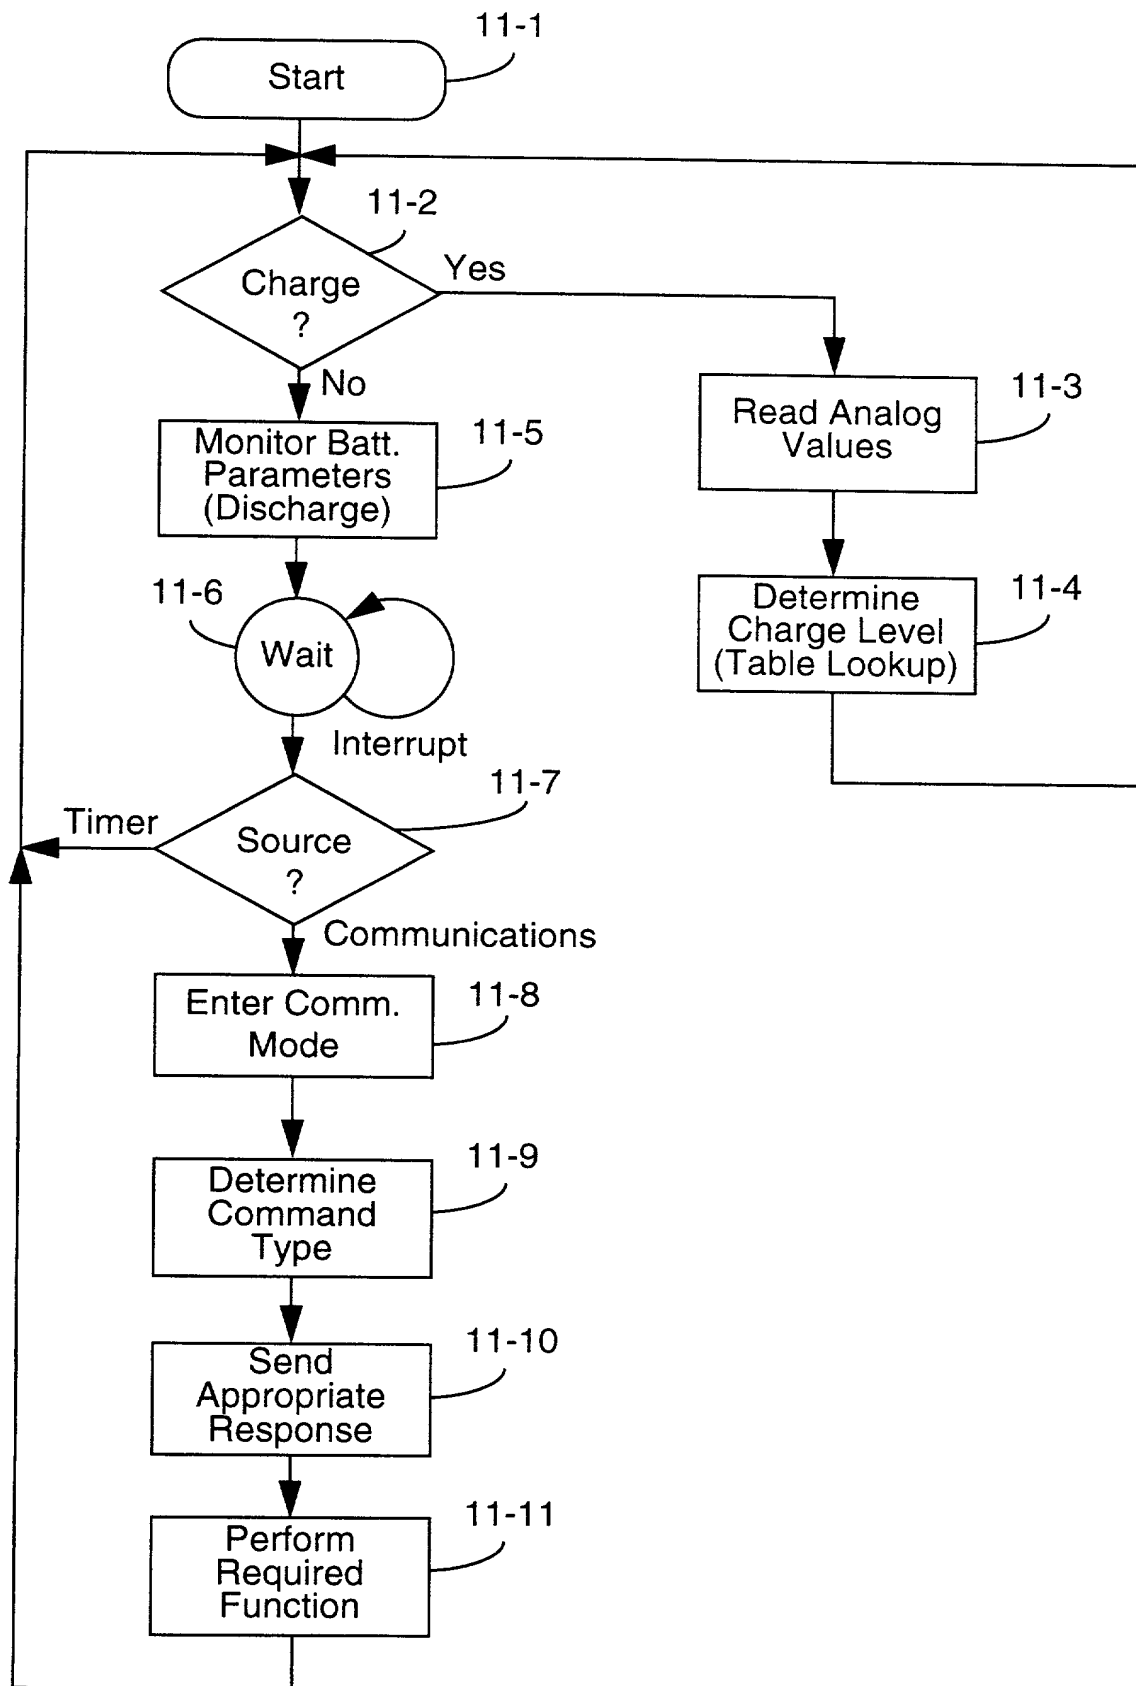 11-1
Start
11-2
Charge
?
Yes
No
11-3
Read Analog
Values
Monitor Batt.
Parameters
(Discharge)
11-5
11-4
Determine
Charge Level
(Table Lookup)
11-6
Wait
Interrupt
11-7
Timer
Source
?
Communications
Enter Comm.
Mode
11-8
11-9
Determine
Command
Type
11-10
Send
Appropriate
Response
11-11
Perform
Required
Function